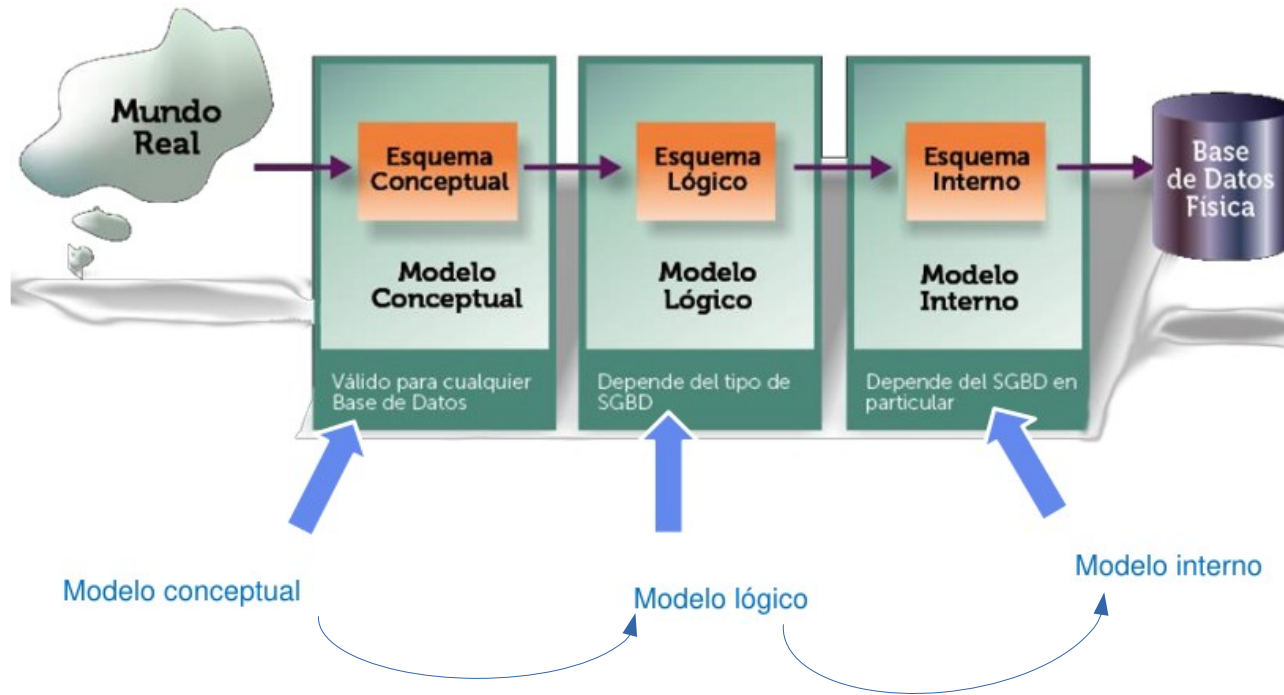 Mundo
Real
Esquema
Conceptual
Modelo
Conceptual
Válido para cualquier
Base de Datos
Esquema
Lógico
Modelo
Lógico
Depende del tipo de
SGBD
Esquema
Interno
Modelo
Interno
Depende del SGBD en
particular
Base
de Datos
Física
Modelo conceptual
Modelo lógico
Modelo interno